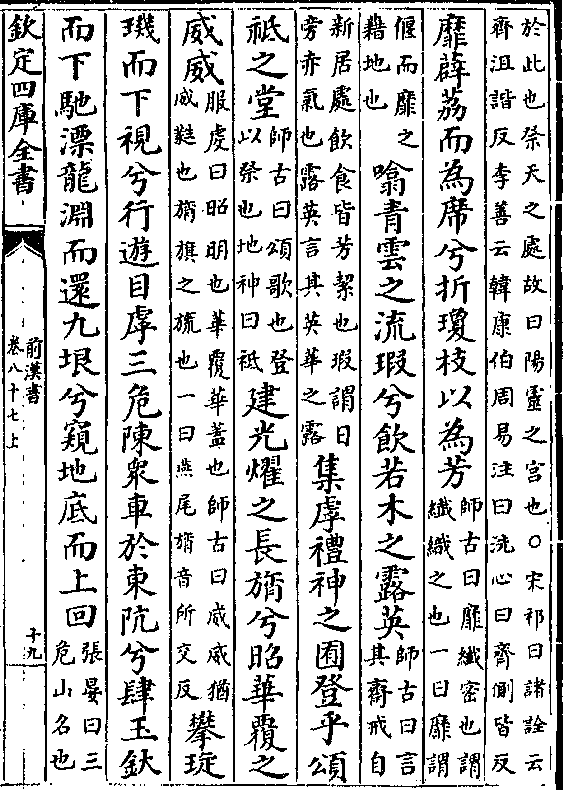 於此也祭天之處故曰陽靈之宮也○宋祁曰諸詮云
齊沮諧反李善云韓康伯周易注曰洗心曰齊側皆反
靡薜荔而為席兮折瓊枝以為芳師古曰靡纖密也謂纖織之也一曰靡謂
偃而靡之藉地也噏青雲之流瑕兮飲若木之露英師古曰言其齊戒自
新居處飲食皆芳絜也瑕謂日旁赤氣也露英言其英華之露集虖禮神之囿登乎頌
祇之堂師古曰頌歌也登以祭也地神曰祇建光燿之長旓兮昭華覆之
威威服虔曰昭明也華覆華蓋也師古曰威威猶威蕤也旓旗之旒也一曰燕尾旓音所交反攀琁
璣而下視兮行遊目虖三危陳衆車於東阬兮肆玉釱
而下馳漂龍淵而還九垠兮窺地底而上回張晏曰三危山名也
欽定四庫全書
前漢書
卷八十七上
十九